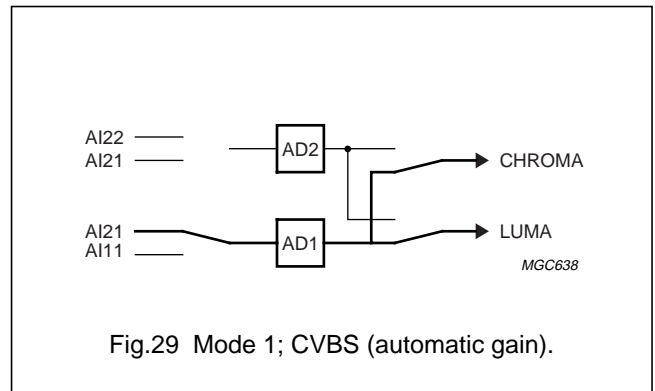 AI22
AI21
AD2
CHROMA
AI21
AI11
AD1
LUMA
MGC638
Fig.29 Mode 1; CVBS (automatic gain).